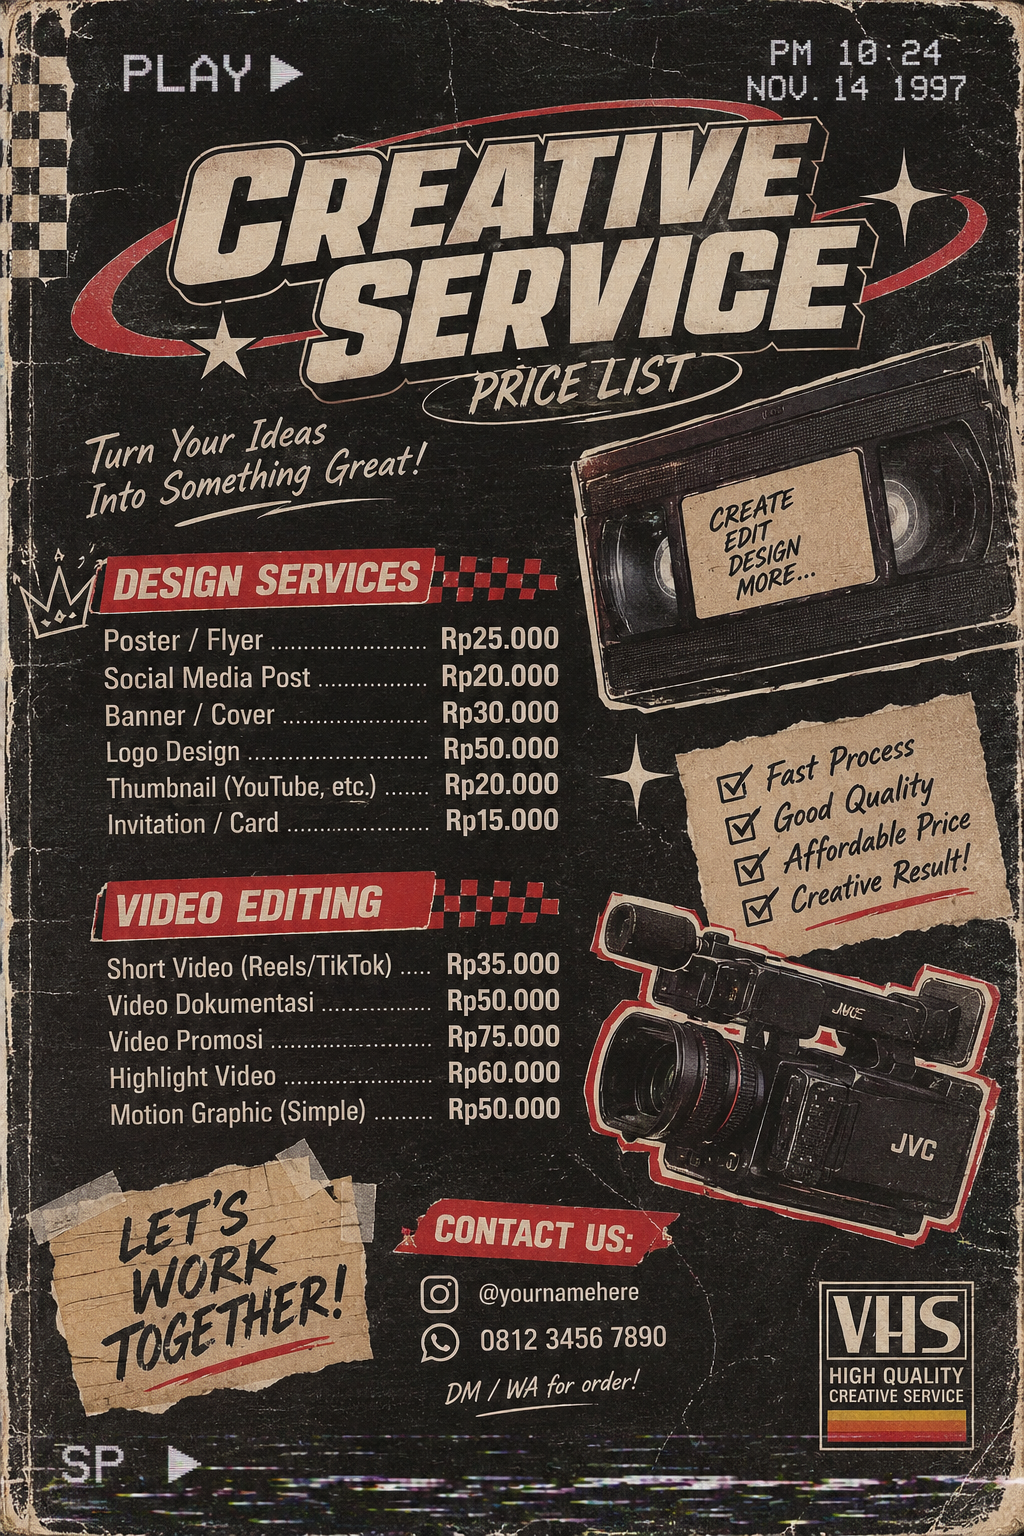 PLAY
PM 10:24
NOV. 14 1997
CREATIVE
SERVICE
PRICE LIST
Turn Your Ideas
Into Something Great!
CREATE
EDIT
DESIGN
MORE...
DESIGN SERVICES
Poster / Flyer ........................ Rp25.000
Social Media Post ................. Rp20.000
Banner / Cover ...................... Rp30.000
Logo Design ........................... Rp50.000
Thumbnail (YouTube, etc.) ....... Rp20.000
Invitation / Card ..................... Rp15.000
Fast Process
Good Quality
Affordable Price
Creative Result!
VIDEO EDITING
Short Video (Reels/TikTok) ..... Rp35.000
Video Dokumentasi ................. Rp50.000
Video Promosi ......................... Rp75.000
Highlight Video ....................... Rp60.000
Motion Graphic (Simple) ......... Rp50.000
JVC
LET'S
WORK
TOGETHER!
CONTACT US:
@yournamehere
0812 3456 7890
DM / WA for order!
VHS
HIGH QUALITY
CREATIVE SERVICE
SP